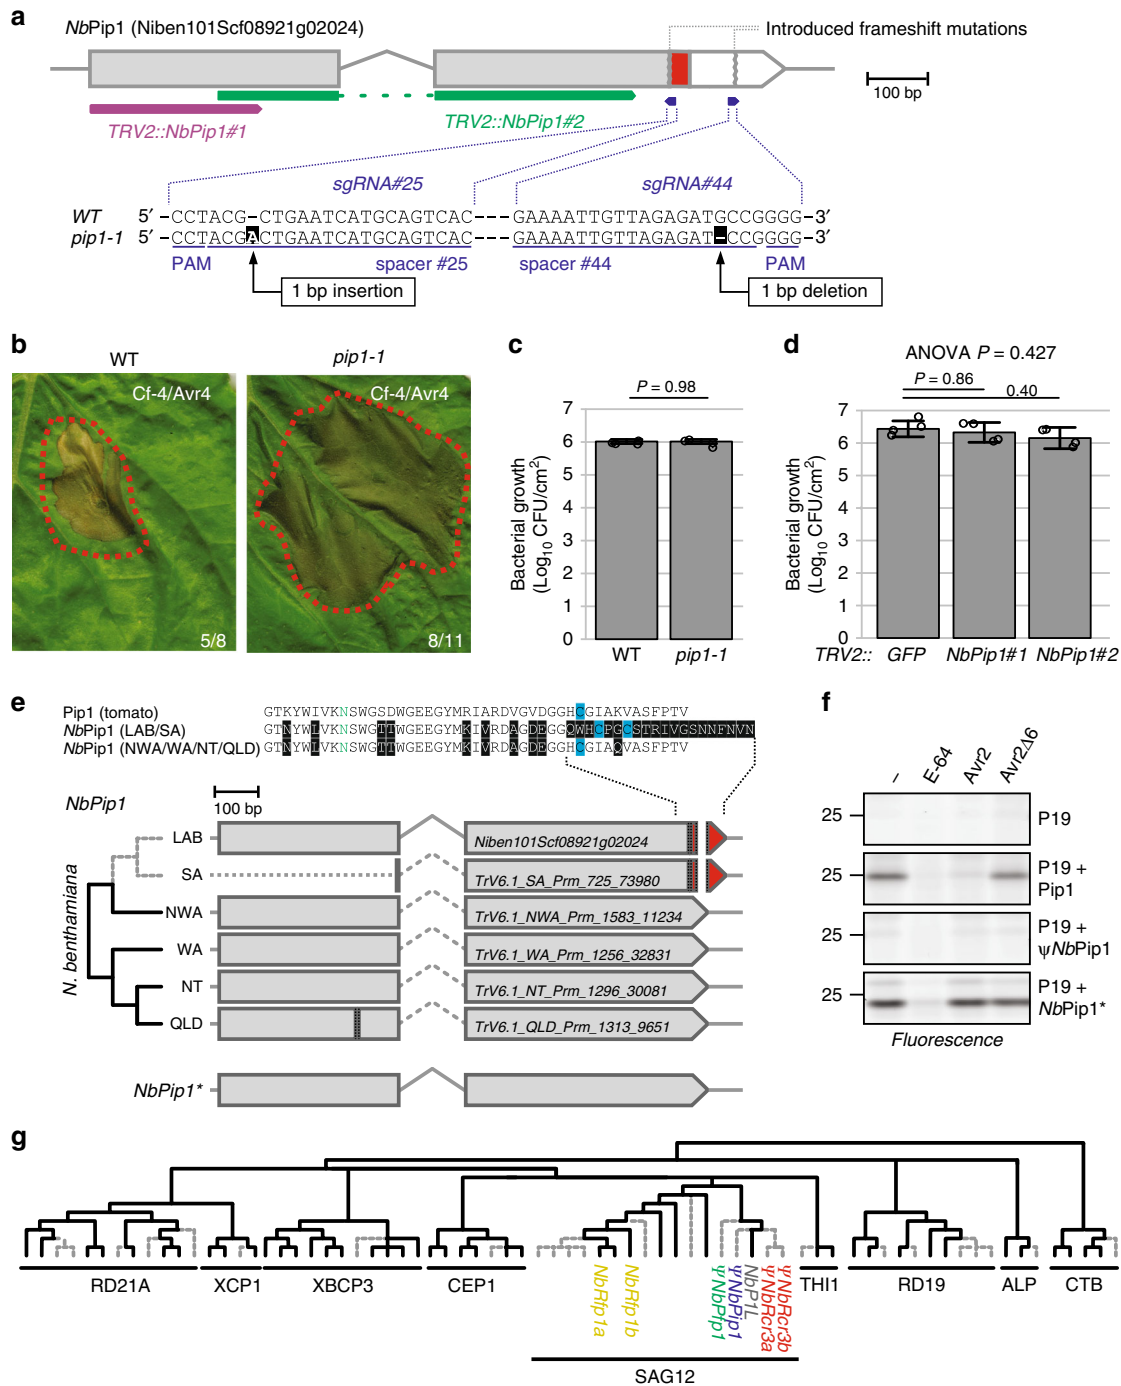 a
NbPip1 (Niben101Scf08921g02024)
Introduced frameshift mutations
100 bp
TRV2::NbPip1#1
TRV2::NbPip1#2
sgRNA#25
sgRNA#44
WT 5′ –CCTACG–CTGAATCATGCAGTCAC–––GAAAATTGTTAGAGATGCCGGGG–3′
pip1-1 5′ –CCTACGACTGAATCATGCAGTCAC–––GAAAATTGTTAGAGAT–CCGGGG–3′
PAM
spacer #25
spacer #44
PAM
1 bp insertion
1 bp deletion
b
WT
pip1-1
Cf-4/Avr4
Cf-4/Avr4
5/8
8/11
c
P = 0.98
Bacterial growth
(Log10 CFU/cm2)
7
6
5
4
3
2
1
0
WT
pip1-1
d
ANOVA P = 0.427
P = 0.86
0.40
Bacterial growth
(Log10 CFU/cm2)
7
6
5
4
3
2
1
0
TRV2:: GFP NbPip1#1 NbPip1#2
e
Pip1 (tomato) GTKYWIVKNSWGSDWGEEGYMRIARDVGVDGGHCGIAKVASFPTV
NbPip1 (LAB/SA) GTNYWLVKNSWGTTWGEEGYMKIVRDAGDEGGQWHCPGCSTRIVGSNNFNVN
NbPip1 (NWA/WA/NT/QLD) GTNYWLVKNSWGTTWGEEGYMKIVRDAGDEGGHCGIAQVASFPTV
NbPip1
100 bp
N. benthamiana
LAB
Niben101Scf08921g02024
SA
TrV6.1_SA_Prm_725_73980
NWA
TrV6.1_NWA_Prm_1583_11234
WA
TrV6.1_WA_Prm_1256_32831
NT
TrV6.1_NT_Prm_1296_30081
QLD
TrV6.1_QLD_Prm_1313_9651
NbPip1*
f
– E-64 Avr2 Avr2Δ6
25
P19
25
P19 +
Pip1
25
P19 +
ψNbPip1
25
P19 +
NbPip1*
Fluorescence
g
RD21A
XCP1
XBCP3
CEP1
NbRfp1a
NbRfp1b
ΨNbPfp1
ΨNbPip1
NbP1L
ΨNbRcr3a
ΨNbRcr3b
SAG12
THI1
RD19
ALP
CTB